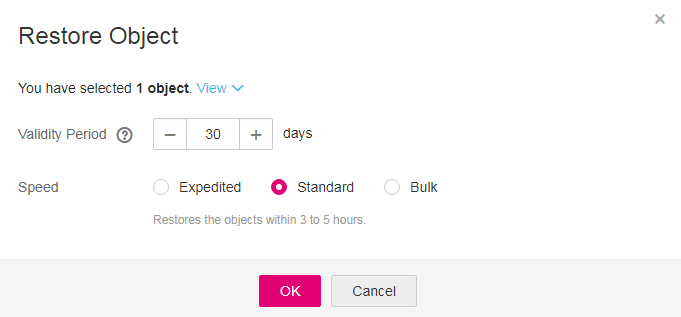 Restore Object
×
You have selected 1 object. View
Validity Period ? − 30 + days
Speed Expedited Standard Bulk
Restores the objects within 3 to 5 hours.
OK Cancel